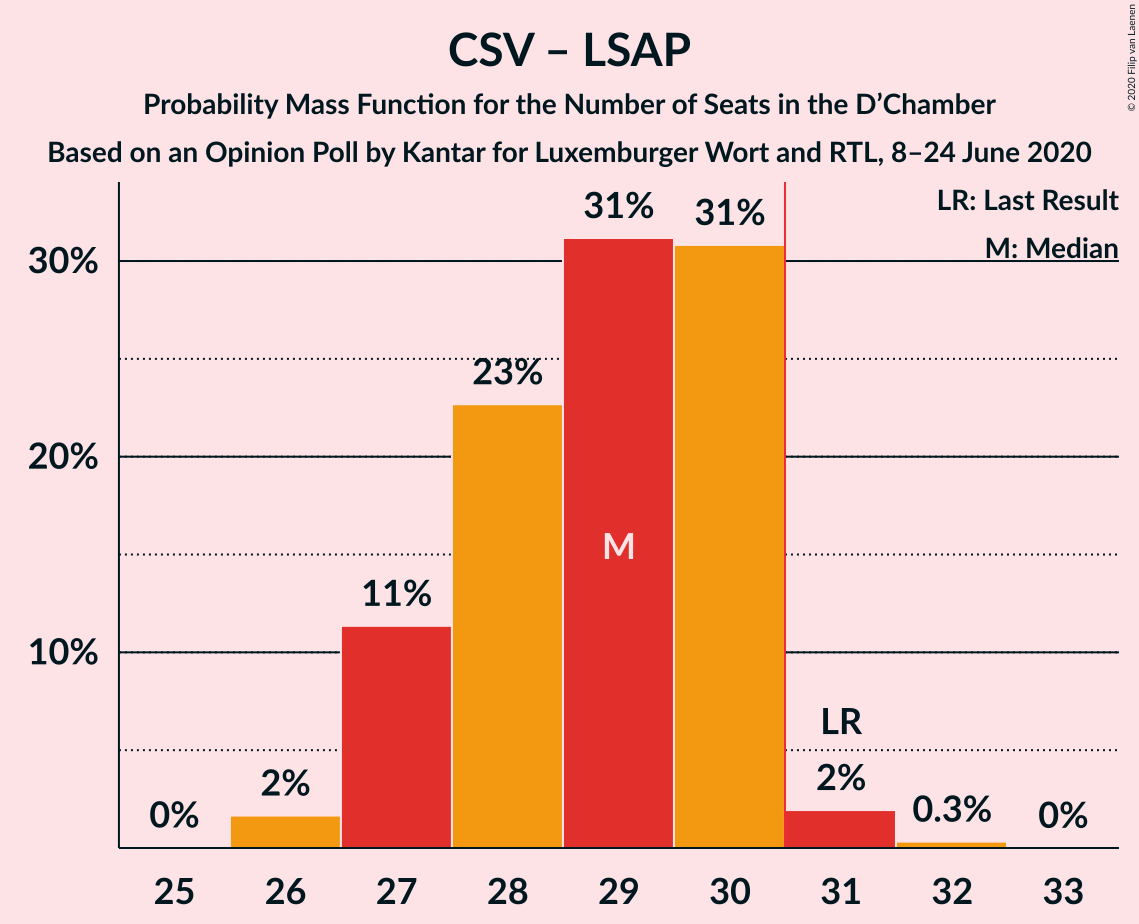 CSV – LSAP
Probability Mass Function for the Number of Seats in the D’Chamber
Based on an Opinion Poll by Kantar for Luxemburger Wort and RTL, 8–24 June 2020
© 2020 Filip van Laenen
LR: Last Result
M: Median
30%
20%
10%
0%
2%
11%
23%
31%
M
31%
LR
2%
0.3%
0%
25 26 27 28 29 30 31 32 33